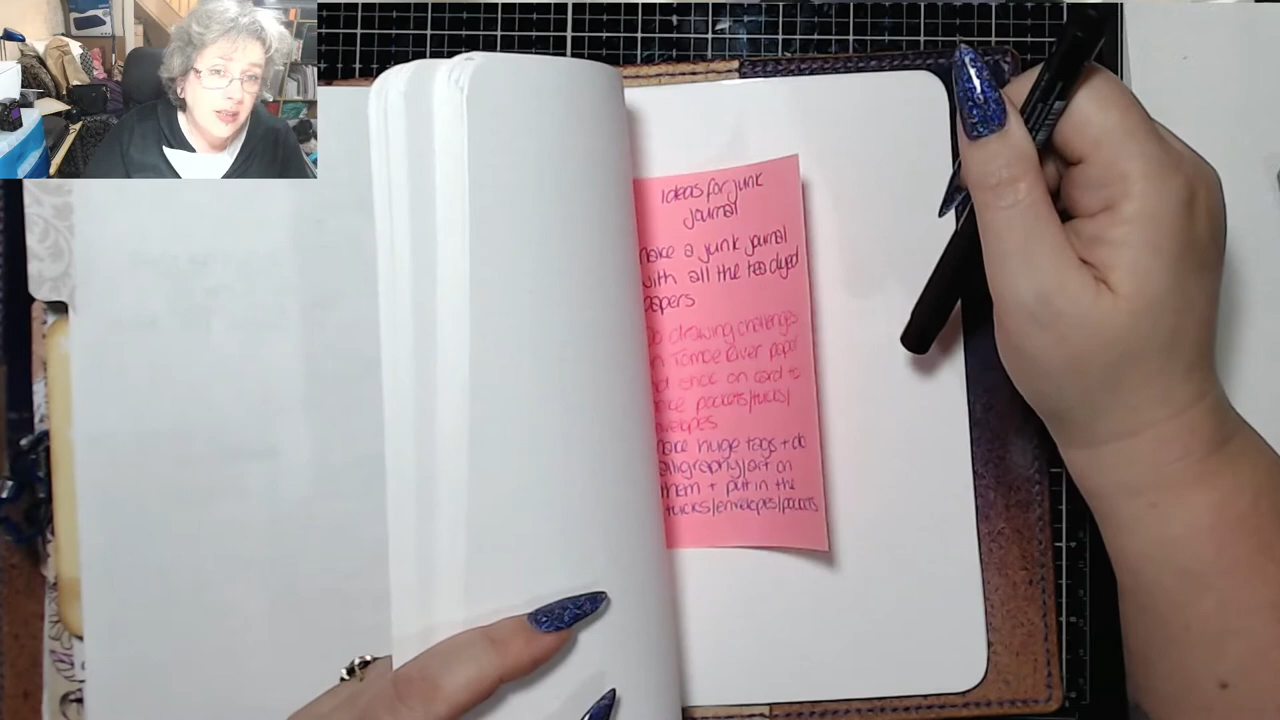 Ideas for junk
journal
make a junk journal
with all the tea dyed
papers
Do drawing challenges
on Tomoe River paper
and stick on card to
make pockets/tucks/
envelopes
make huge tags + do
calligraphy/art on
them + put in the
tucks/envelopes/pockets